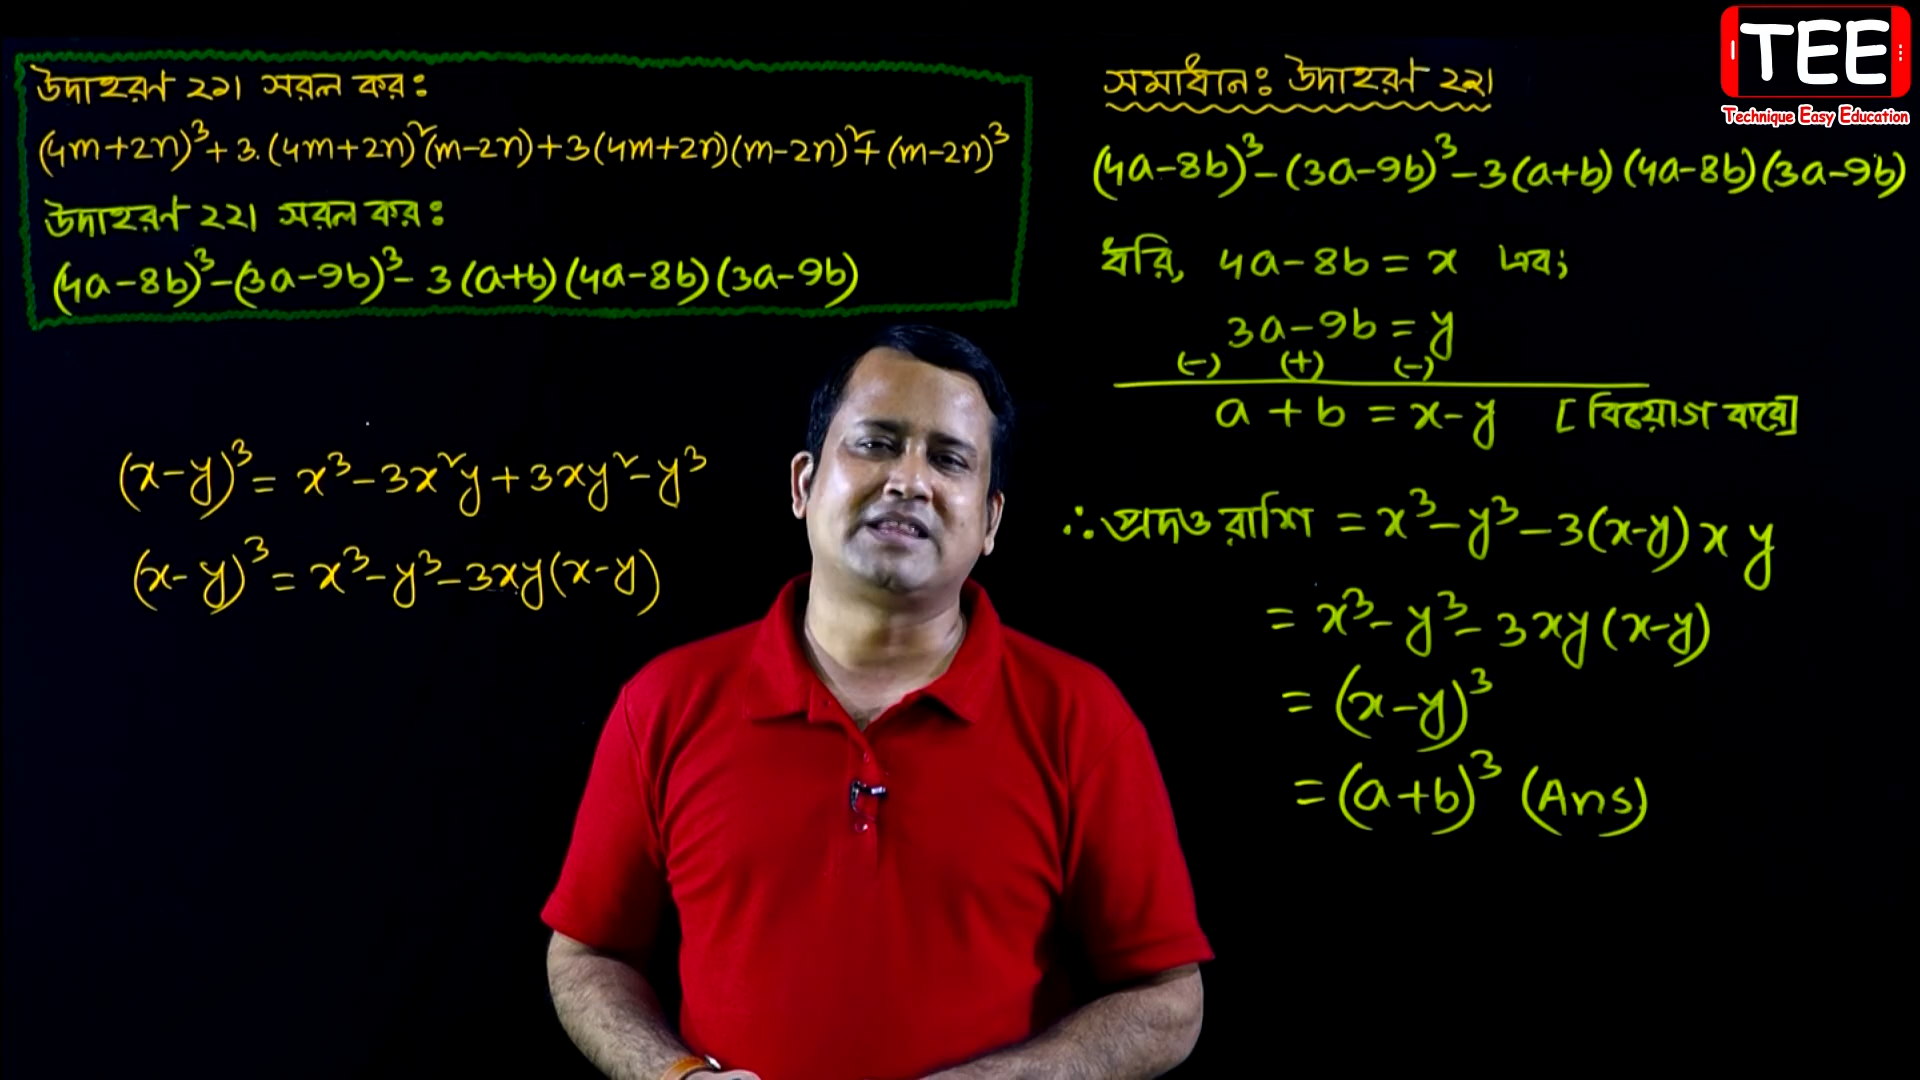 উদাহরণ ২১। সরল করঃ
(4m+2n)³+3.(4m+2n)²(m-2n)+3(4m+2n)(m-2n)²+(m-2n)³
উদাহরণ ২২। সরল করঃ
(4a-8b)³-(3a-9b)³-3(a+b)(4a-8b)(3a-9b)
(x-y)³= x³-3x²y+3xy²-y³
(x-y)³= x³-y³-3xy(x-y)
TEE
Technique Easy Education
সমাধানঃ উদাহরণ ২২।
(4a-8b)³-(3a-9b)³-3(a+b)(4a-8b)(3a-9b)
ধরি, 4a-8b = x এবং
3a-9b = y
(-) (+) (-)
a + b = x-y [বিয়োগ করে]
∴ প্রদত্ত রাশি = x³-y³-3(x-y) x y
= x³-y³-3xy(x-y)
= (x-y)³
= (a+b)³ (Ans)